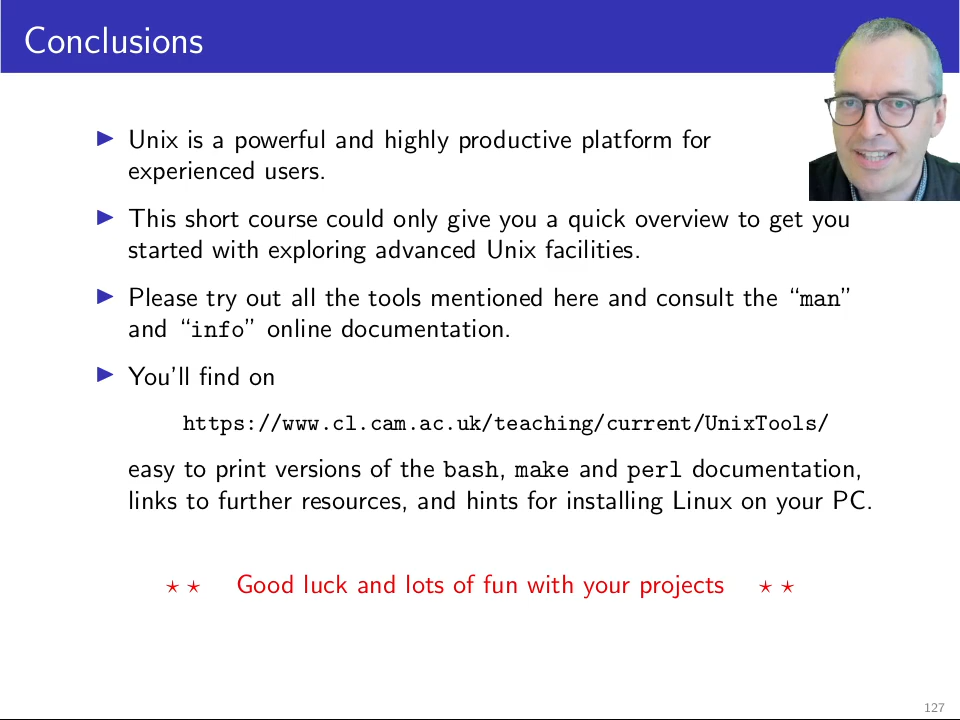 Conclusions
▶ Unix is a powerful and highly productive platform for
experienced users.
▶ This short course could only give you a quick overview to get you
started with exploring advanced Unix facilities.
▶ Please try out all the tools mentioned here and consult the “man”
and “info” online documentation.
▶ You’ll find on
https://www.cl.cam.ac.uk/teaching/current/UnixTools/
easy to print versions of the bash, make and perl documentation,
links to further resources, and hints for installing Linux on your PC.
⋆ ⋆ Good luck and lots of fun with your projects ⋆ ⋆
127